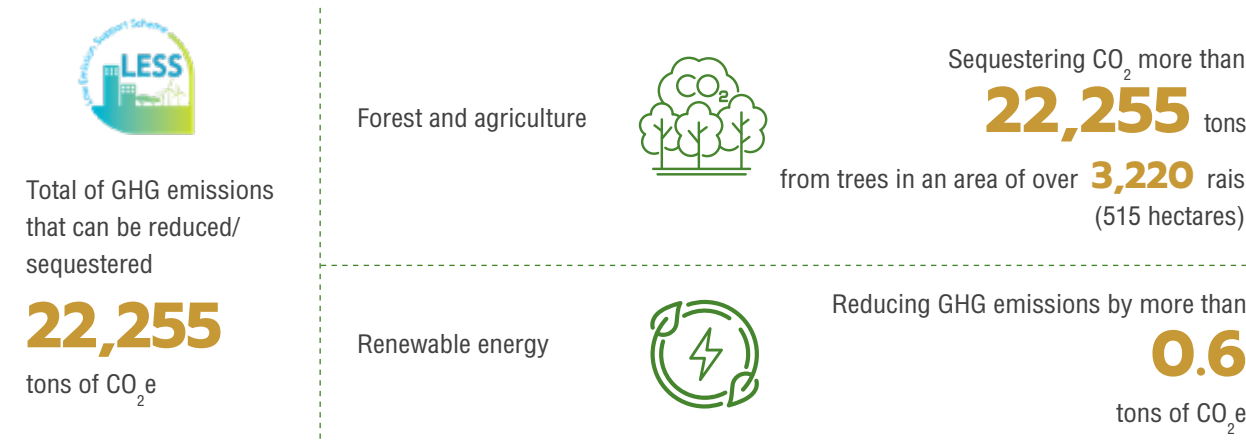 Low Emission Support Scheme
LESS
Total of GHG emissions
that can be reduced/
sequestered
22,255
tons of CO₂e
Forest and agriculture
CO₂
Sequestering CO₂ more than
22,255 tons
from trees in an area of over 3,220 rais
(515 hectares)
Renewable energy
Reducing GHG emissions by more than
0.6
tons of CO₂e